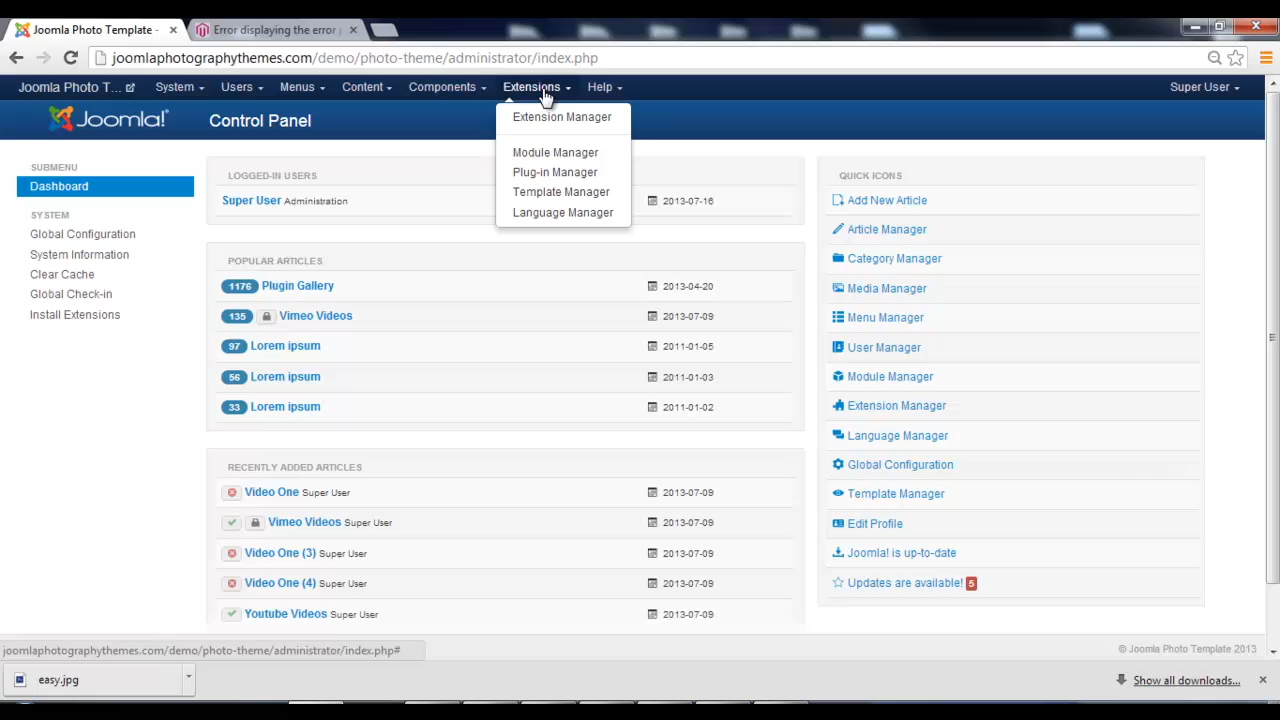 Joomla Photo Template -
Error displaying the error
joomlaphotographythemes.com/demo/photo-theme/administrator/index.php
Joomla Photo T...
System
Users
Menus
Content
Components
Extensions
Help
Super User
Joomla!
Control Panel
Extension Manager
Module Manager
Plug-in Manager
Template Manager
Language Manager
SUBMENU
Dashboard
SYSTEM
Global Configuration
System Information
Clear Cache
Global Check-in
Install Extensions
LOGGED-IN USERS
Super User Administration 2013-07-16
POPULAR ARTICLES
1176 Plugin Gallery 2013-04-20
135 Vimeo Videos 2013-07-09
97 Lorem ipsum 2011-01-05
56 Lorem ipsum 2011-01-03
33 Lorem ipsum 2011-01-02
RECENTLY ADDED ARTICLES
Video One Super User 2013-07-09
Vimeo Videos Super User 2013-07-09
Video One (3) Super User 2013-07-09
Video One (4) Super User 2013-07-09
Youtube Videos Super User 2013-07-09
QUICK ICONS
Add New Article
Article Manager
Category Manager
Media Manager
Menu Manager
User Manager
Module Manager
Extension Manager
Language Manager
Global Configuration
Template Manager
Edit Profile
Joomla! is up-to-date
Updates are available! 5
joomlaphotographythemes.com/demo/photo-theme/administrator/index.php#
© Joomla Photo Template 2013
easy.jpg
Show all downloads...